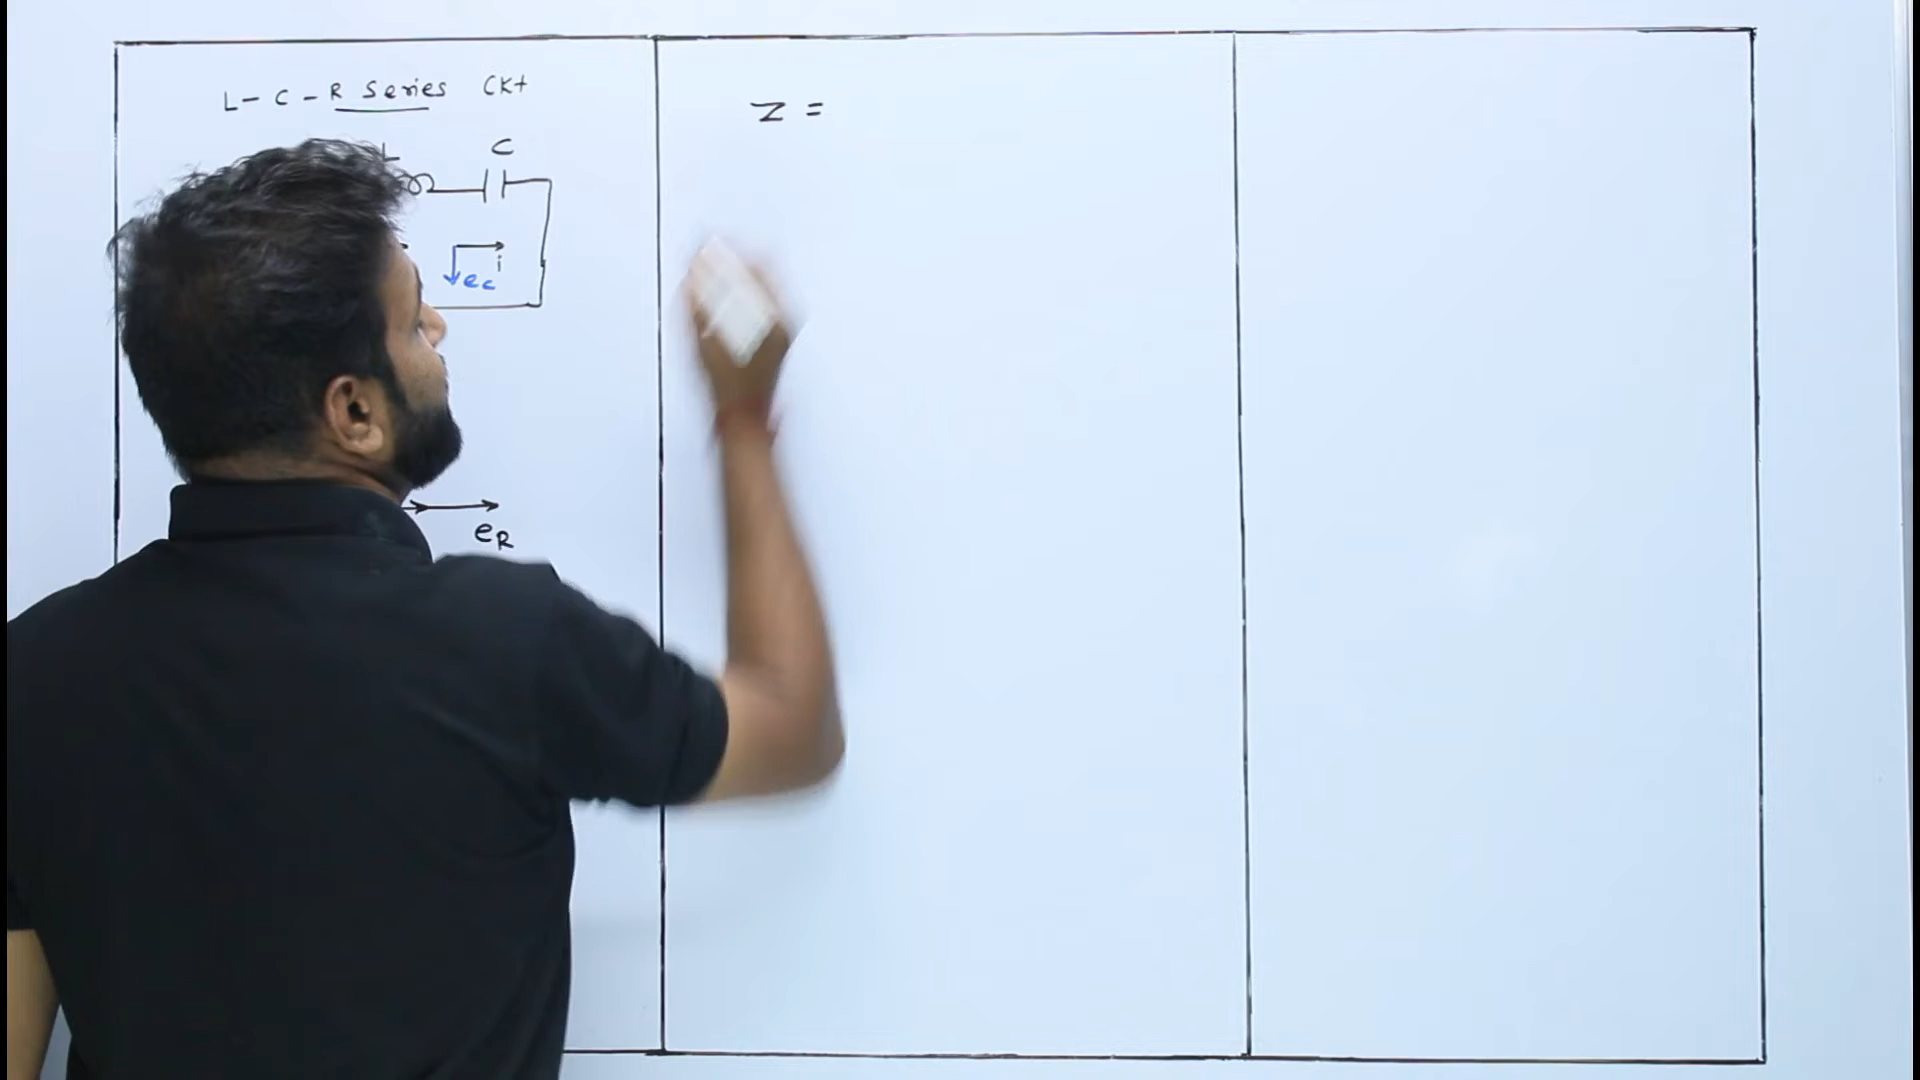 L - C - R Series Ckt
L C
i
ec
eR
Z =